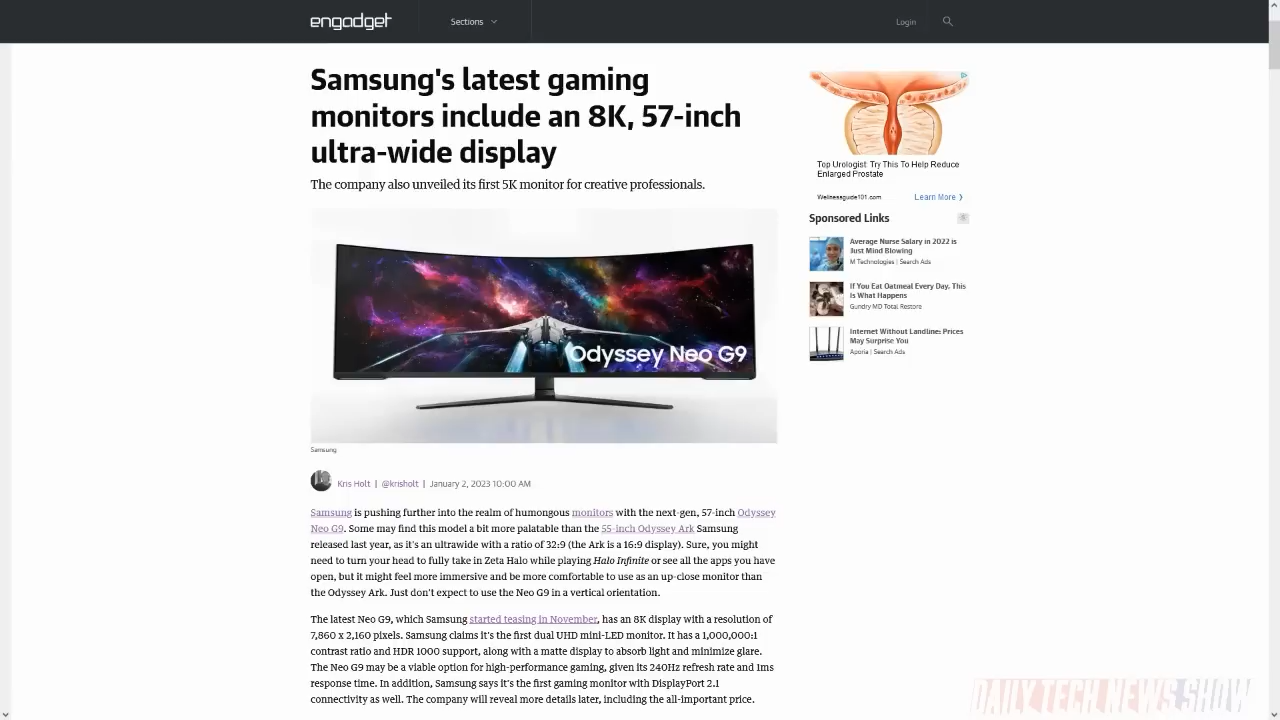 engadget
Sections
Login
Samsung's latest gaming
monitors include an 8K, 57-inch
ultra-wide display
The company also unveiled its first 5K monitor for creative professionals.
Odyssey Neo G9
Samsung
Kris Holt | @krisholt | January 2, 2023 10:00 AM
Samsung is pushing further into the realm of humongous monitors with the next-gen, 57-inch Odyssey
Neo G9. Some may find this model a bit more palatable than the 55-inch Odyssey Ark Samsung
released last year, as it's an ultrawide with a ratio of 32:9 (the Ark is a 16:9 display). Sure, you might
need to turn your head to fully take in Zeta Halo while playing Halo Infinite or see all the apps you have
open, but it might feel more immersive and be more comfortable to use as an up-close monitor than
the Odyssey Ark. Just don't expect to use the Neo G9 in a vertical orientation.
The latest Neo G9, which Samsung started teasing in November, has an 8K display with a resolution of
7,860 x 2,160 pixels. Samsung claims it's the first dual UHD mini-LED monitor. It has a 1,000,000:1
contrast ratio and HDR 1000 support, along with a matte display to absorb light and minimize glare.
The Neo G9 may be a viable option for high-performance gaming, given its 240Hz refresh rate and 1ms
response time. In addition, Samsung says it's the first gaming monitor with DisplayPort 2.1
connectivity as well. The company will reveal more details later, including the all-important price.
Top Urologist: Try This To Help Reduce
Enlarged Prostate
Wellnessguide101.com
Learn More
Sponsored Links
Average Nurse Salary in 2022 is
Just Mind Blowing
M Technologies | Search Ads
If You Eat Oatmeal Every Day, This
Is What Happens
Gundry MD Total Restore
Internet Without Landline: Prices
May Surprise You
Aporia | Search Ads
DAILY TECH NEWS SHOW